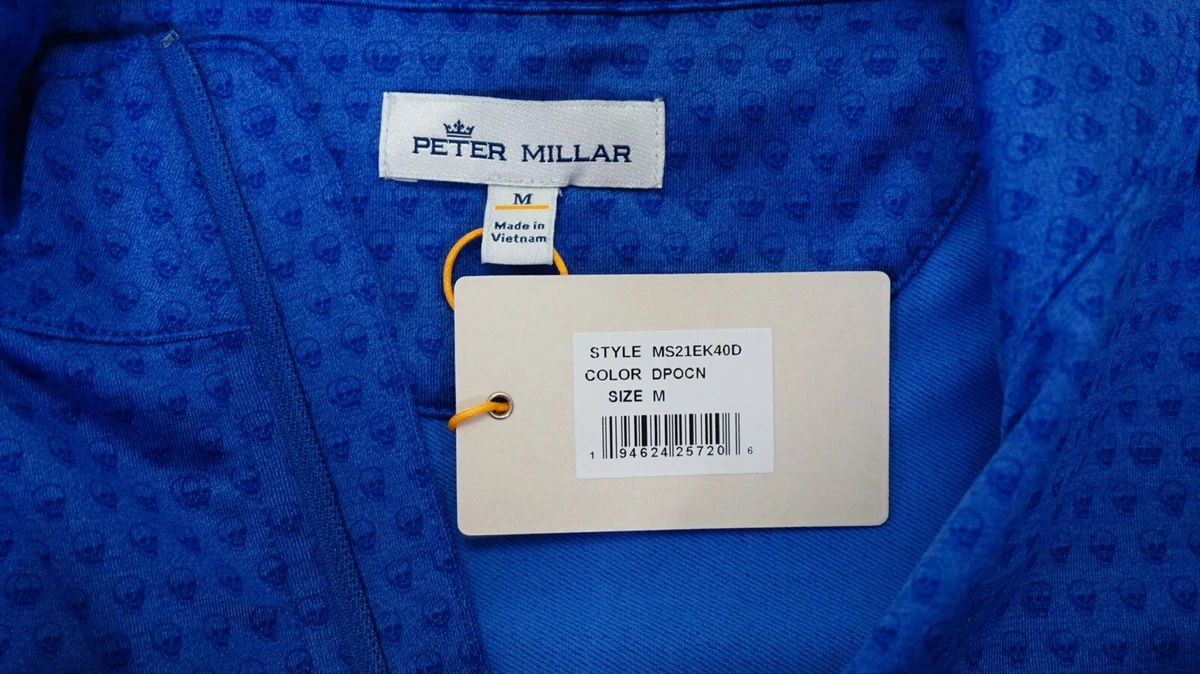 PETER MILLAR
M
Made in
Vietnam
STYLE MS21EK40D
COLOR DPOCN
SIZE M
1 94624 25720 6